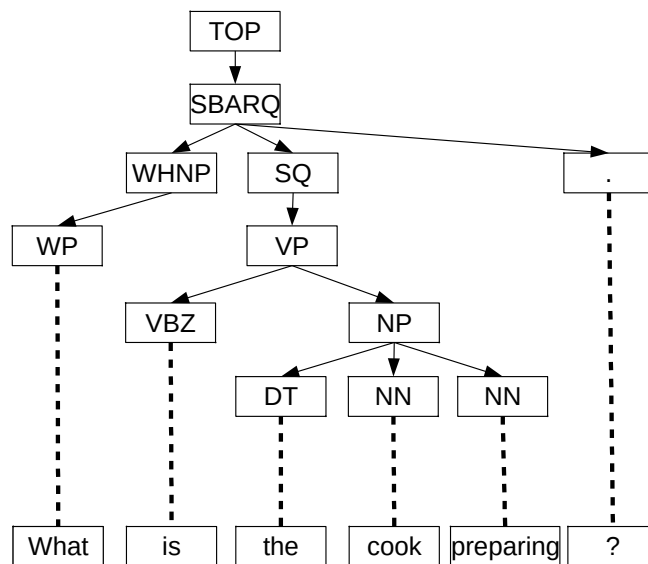 TOP
SBARQ
WHNP SQ .
WP VP
VBZ NP
DT NN NN
What is the cook preparing ?